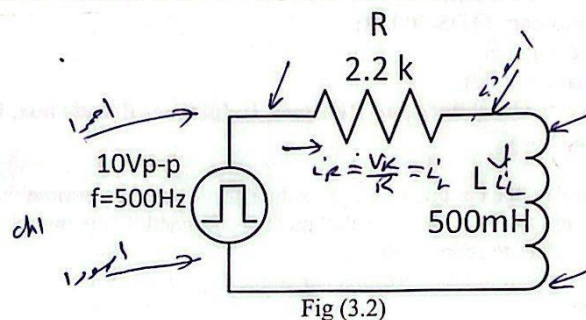 R
2.2 k
10Vp-p
f=500Hz
i_R = V_R/R = i_L
L i_L
500mH
ch1
Fig (3.2)